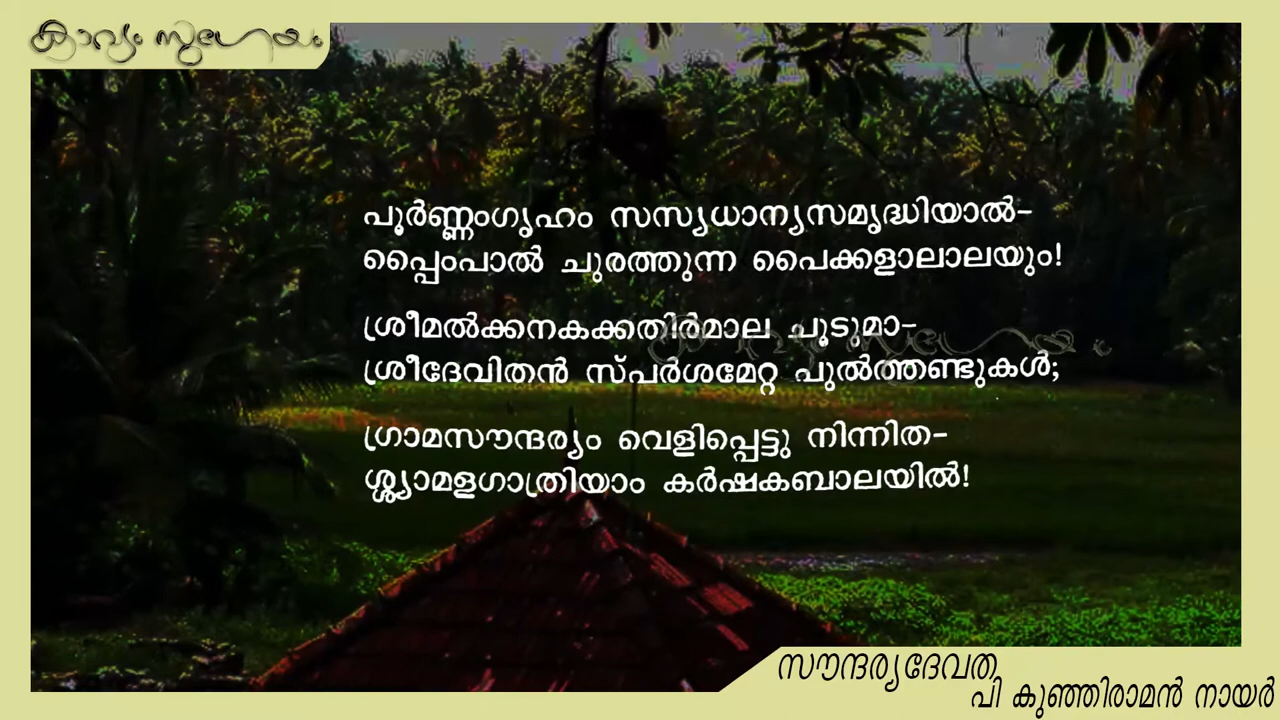 കാവ്യം സുഗേയം
പൂർണ്ണംഗൃഹം സസ്യധാന്യസമൃദ്ധിയാൽ-
പ്പൈംപാൽ ചുരത്തുന്ന പൈക്കളാലാലയും!
ശ്രീമൽക്കനകക്കതിർമാല ചൂടുമാ-
ശ്രീദേവിതൻ സ്പർശമേറ്റ പുൽത്തണ്ടുകൾ;
ഗ്രാമസൗന്ദര്യം വെളിപ്പെട്ടു നിന്നിത-
ശ്ശ്യാമളഗാത്രിയാം കർഷകബാലയിൽ!
കാവ്യം സുഗേയം
സൗന്ദര്യദേവത
പി കുഞ്ഞിരാമൻ നായർ